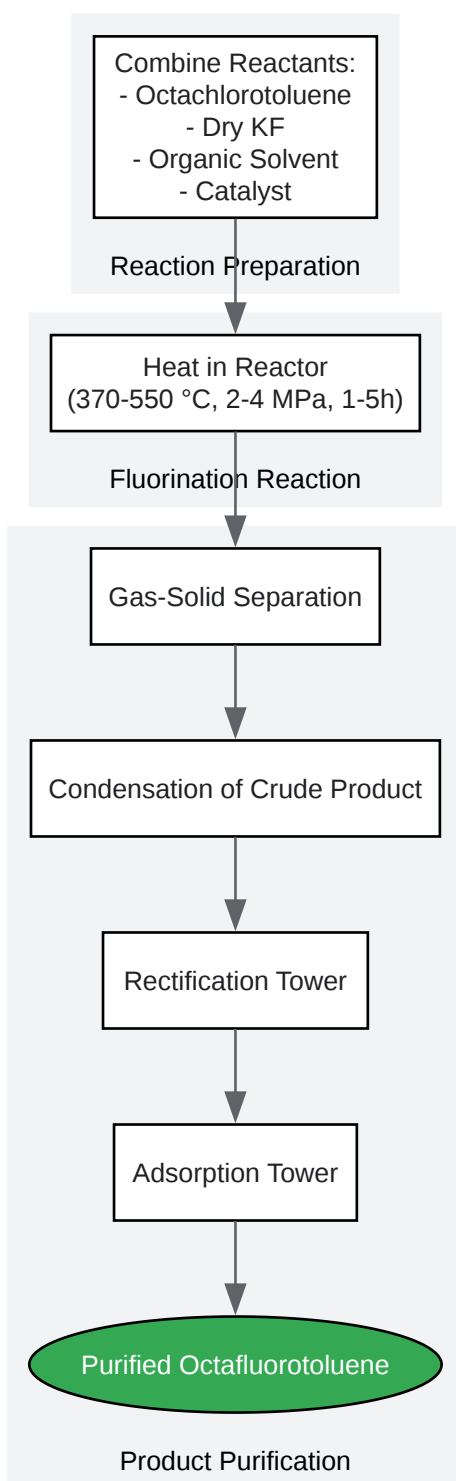 Combine Reactants:
- Octachlorotoluene
- Dry KF
- Organic Solvent
- Catalyst
Reaction Preparation
Heat in Reactor
(370-550 °C, 2-4 MPa, 1-5h)
Fluorination Reaction
Gas-Solid Separation
Condensation of Crude Product
Rectification Tower
Adsorption Tower
Purified Octafluorotoluene
Product Purification